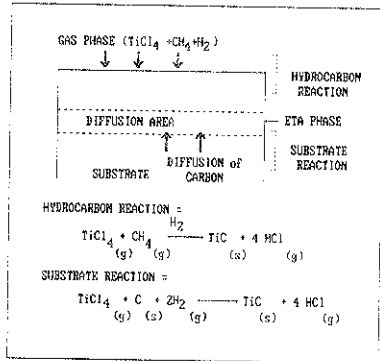 GAS PHASE (TiCl4 +CH4+H2)
HYDROCARBON
REACTION
DIFFUSION AREA
ETA PHASE
SUBSTRATE
REACTION
DIFFUSION of
CARBON
SUBSTRATE
HYDROCARBON REACTION =
H2
TiCl4 + CH4 TiC + 4 HCl
(g) (g) (s) (g)
SUBSTRATE REACTION =
TiCl4 + C + 2H2 TiC + 4 HCl
(g) (s) (g) (s) (g)